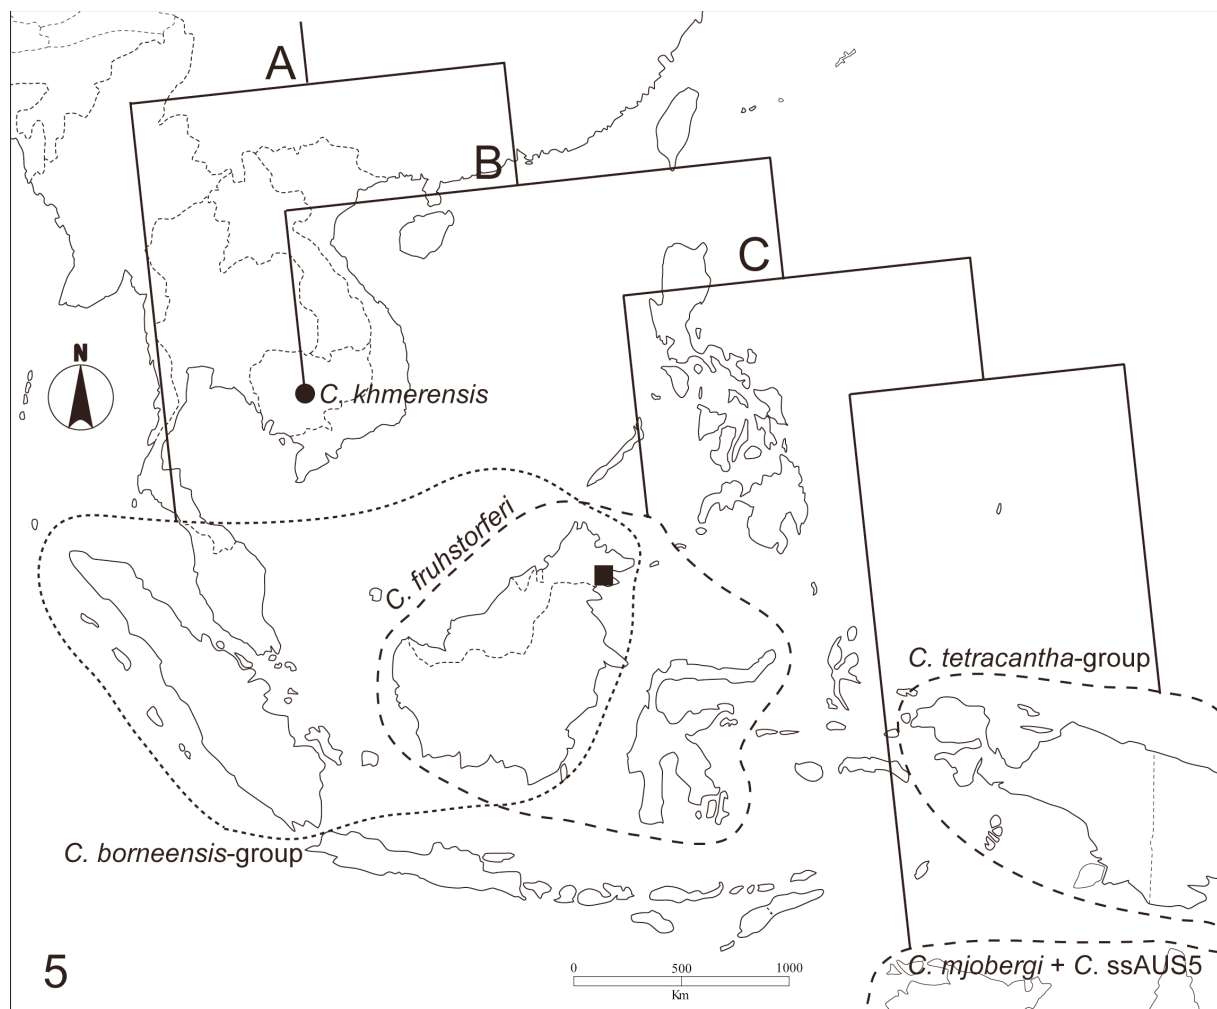 A
B
C
N
C. khmerensis
C. fruhstorferi
C. tetracantha-group
C. borneensis-group
C. mjobergi + C. ssAUS5
5
0 500 1000
Km